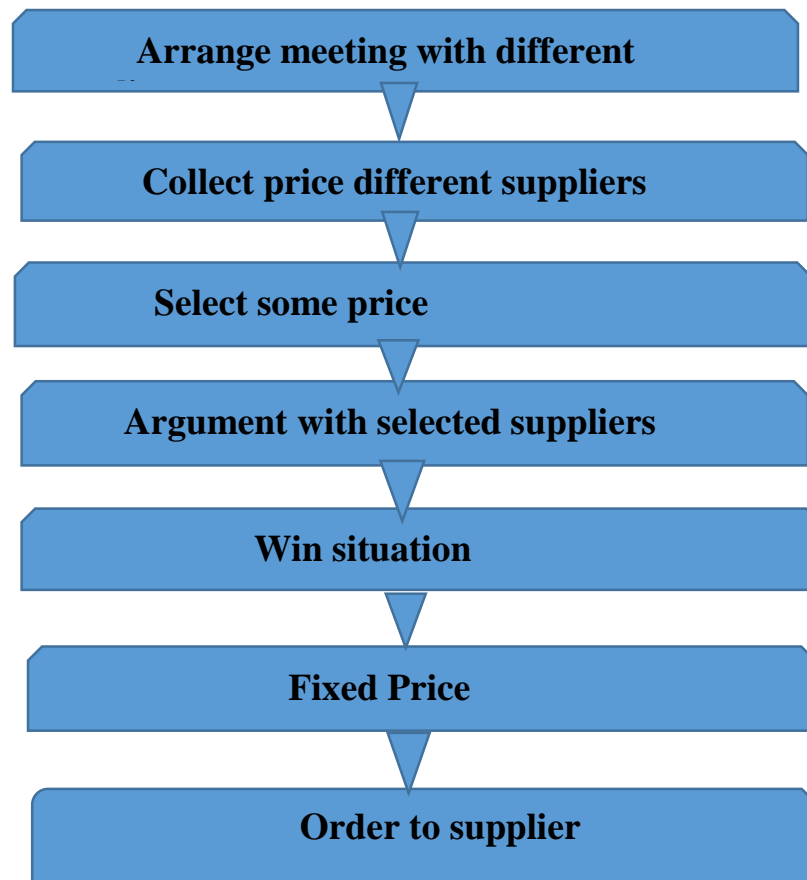 Arrange meeting with different
Collect price different suppliers
Select some price
Argument with selected suppliers
Win situation
Fixed Price
Order to supplier